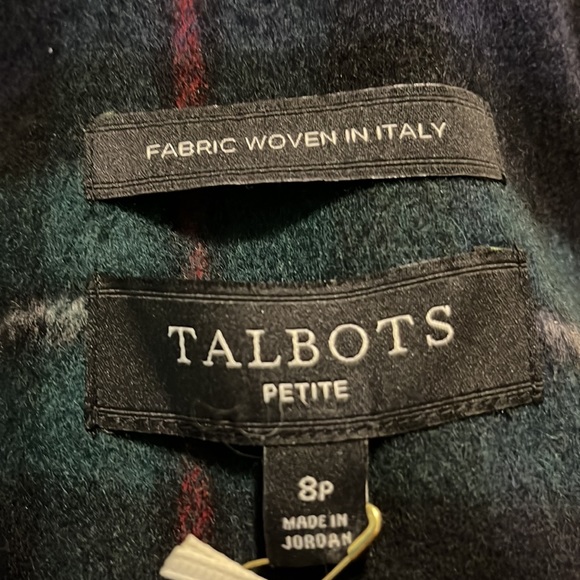 FABRIC WOVEN IN ITALY
TALBOTS
PETITE
8P
MADE IN
JORDAN